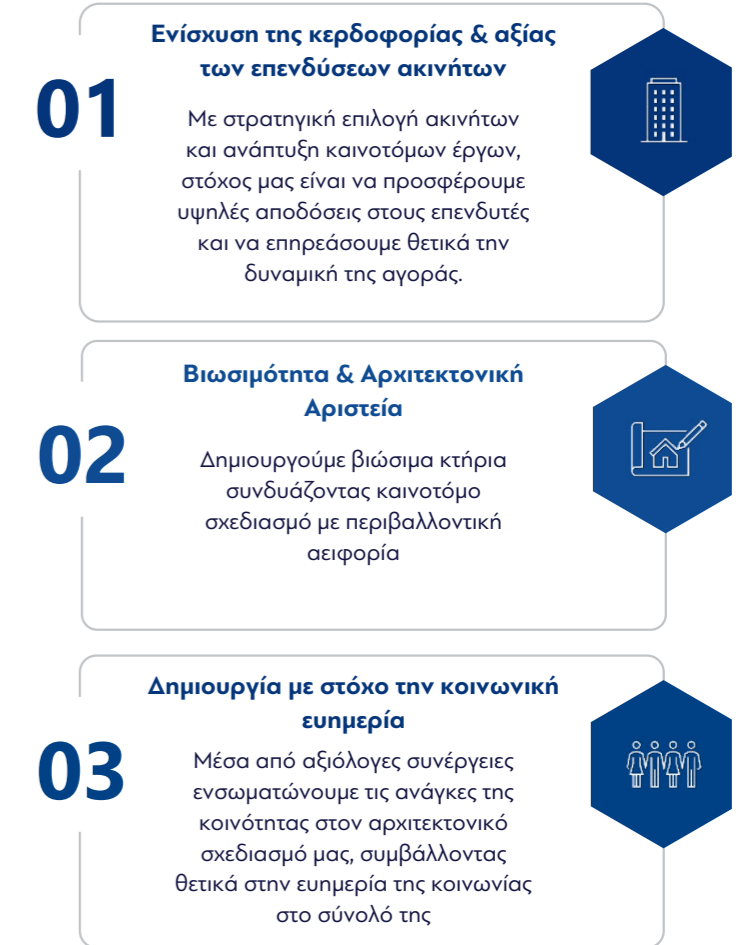 01
Ενίσχυση της κερδοφορίας & αξίας
των επενδύσεων ακινήτων
Με στρατηγική επιλογή ακινήτων
και ανάπτυξη καινοτόμων έργων,
στόχος μας είναι να προσφέρουμε
υψηλές αποδόσεις στους επενδυτές
και να επηρεάσουμε θετικά την
δυναμική της αγοράς.
02
Βιωσιμότητα & Αρχιτεκτονική
Αριστεία
Δημιουργούμε βιώσιμα κτήρια
συνδυάζοντας καινοτόμο
σχεδιασμό με περιβαλλοντική
αειφορία
03
Δημιουργία με στόχο την κοινωνική
ευημερία
Μέσα από αξιόλογες συνέργειες
ενσωματώνουμε τις ανάγκες της
κοινότητας στον αρχιτεκτονικό
σχεδιασμό μας, συμβάλλοντας
θετικά στην ευημερία της κοινωνίας
στο σύνολό της